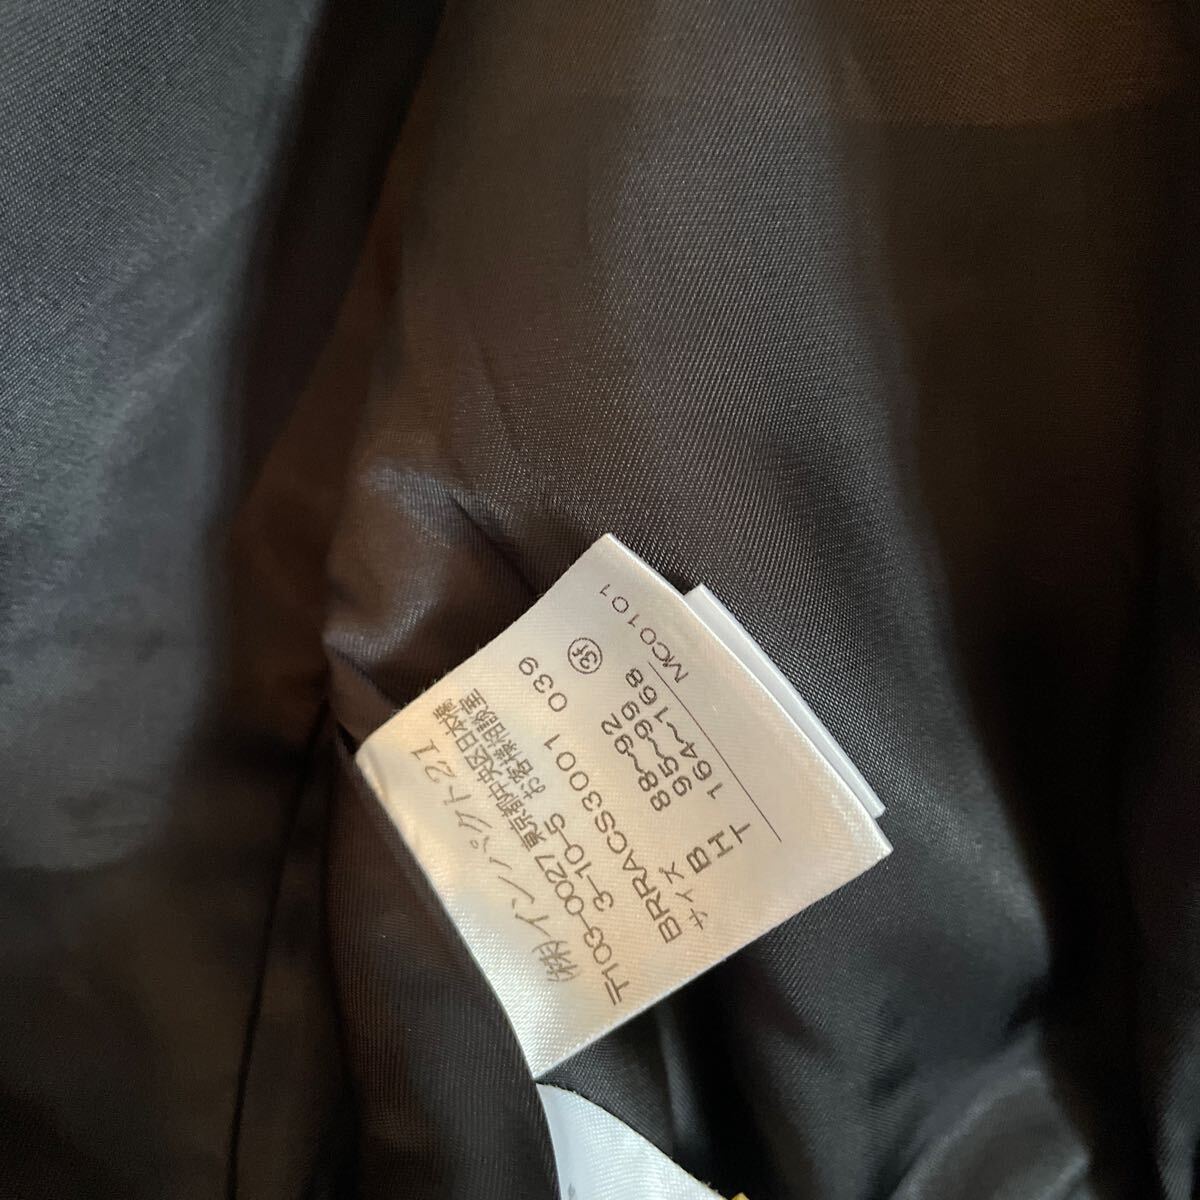 (株)インパクト21
〒103-0027 東京都中央区日本橋
3-10-5 お客様相談室
BRRACS3001 039
サイズ ③F
B 88~92
H 95~99
T 164~168
MC0101